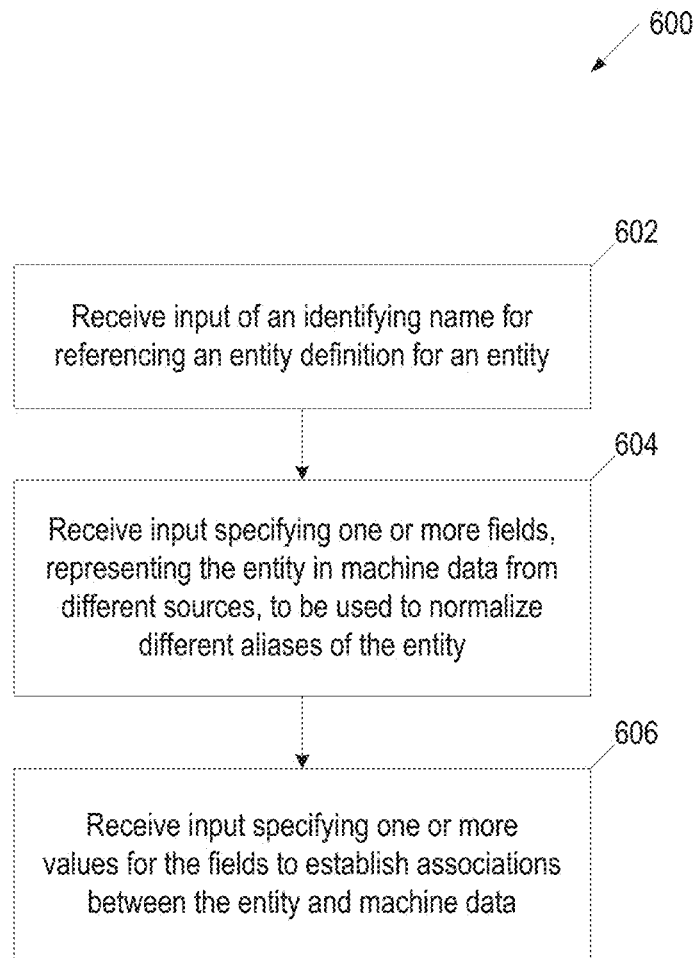 600
602
Receive input of an identifying name for
referencing an entity definition for an entity
604
Receive input specifying one or more fields,
representing the entity in machine data from
different sources, to be used to normalize
different aliases of the entity
606
Receive input specifying one or more
values for the fields to establish associations
between the entity and machine data